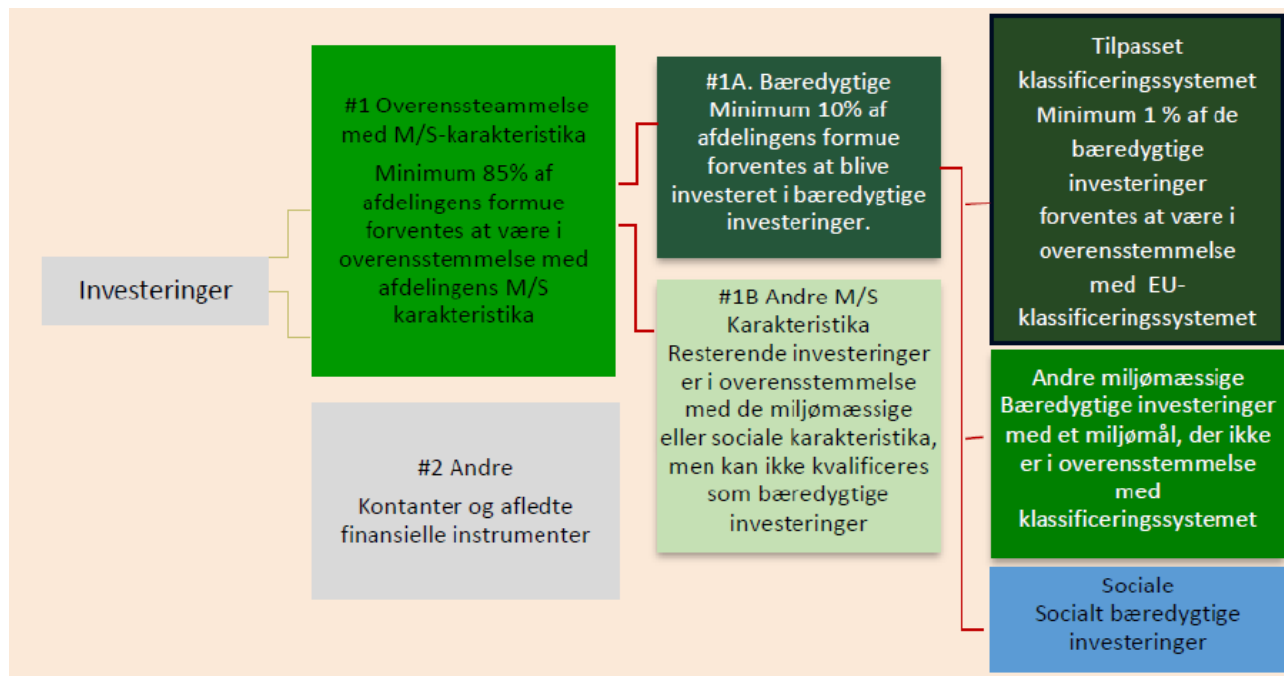 Investeringer
#1 Overenssteammelse
med M/S-karakteristika
Minimum 85% af
afdelingens formue
forventes at være i
overensstemmelse med
afdelingens M/S
karakteristika
#2 Andre
Kontanter og afledte
finansielle instrumenter
#1A. Bæredygtige
Minimum 10% af
afdelingens formue
forventes at blive
investeret i bæredygtige
investeringer.
#1B Andre M/S
Karakteristika
Resterende investeringer
er i overensstemmelse
med de miljømæssige
eller sociale karakteristika,
men kan ikke kvalificeres
som bæredygtige
investeringer
Tilpasset
klassificeringssystemet
Minimum 1 % af de
bæredygtige
investeringer
forventes at være i
overensstemmelse
med EU-
klassificeringssystemet
Andre miljømæssige
Bæredygtige investeringer
med et miljømål, der ikke
er i overensstemmelse
med
klassificeringssystemet
Sociale
Socialt bæredygtige
investeringer